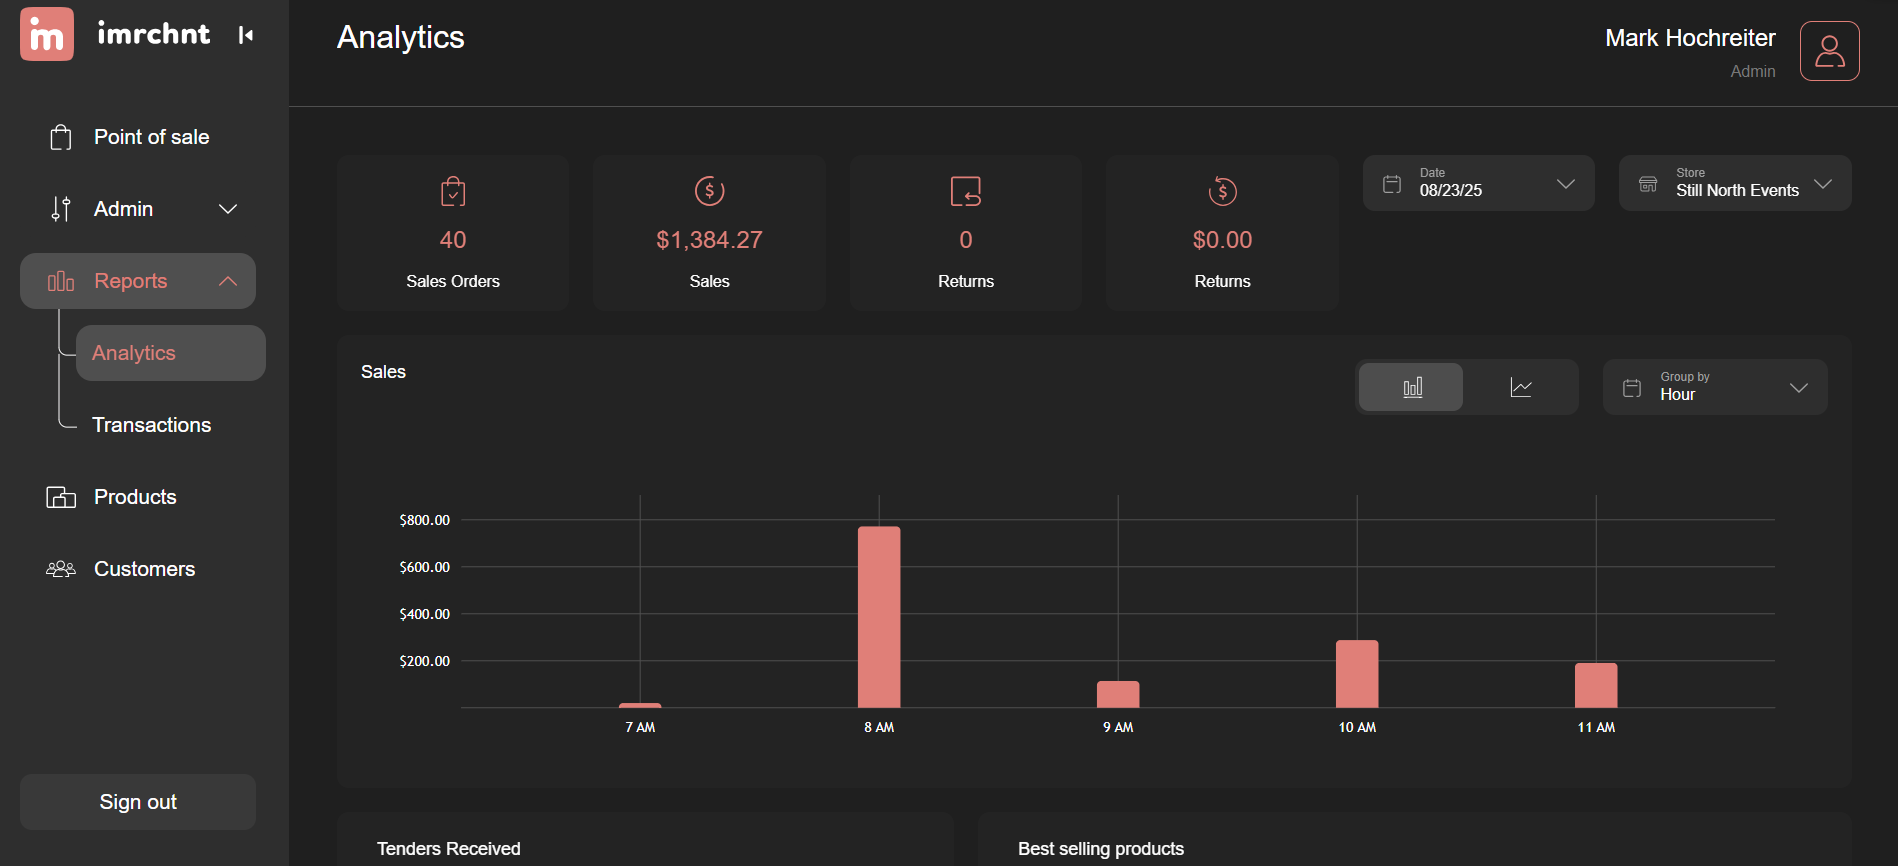 im imrchnt
Analytics
Mark Hochreiter
Admin
Point of sale
Admin
Reports
Analytics
Transactions
Products
Customers
Sign out
40
Sales Orders
$1,384.27
Sales
0
Returns
$0.00
Returns
Date
08/23/25
Store
Still North Events
Sales
Group by
Hour
$800.00
$600.00
$400.00
$200.00
7 AM 8 AM 9 AM 10 AM 11 AM
Tenders Received
Best selling products